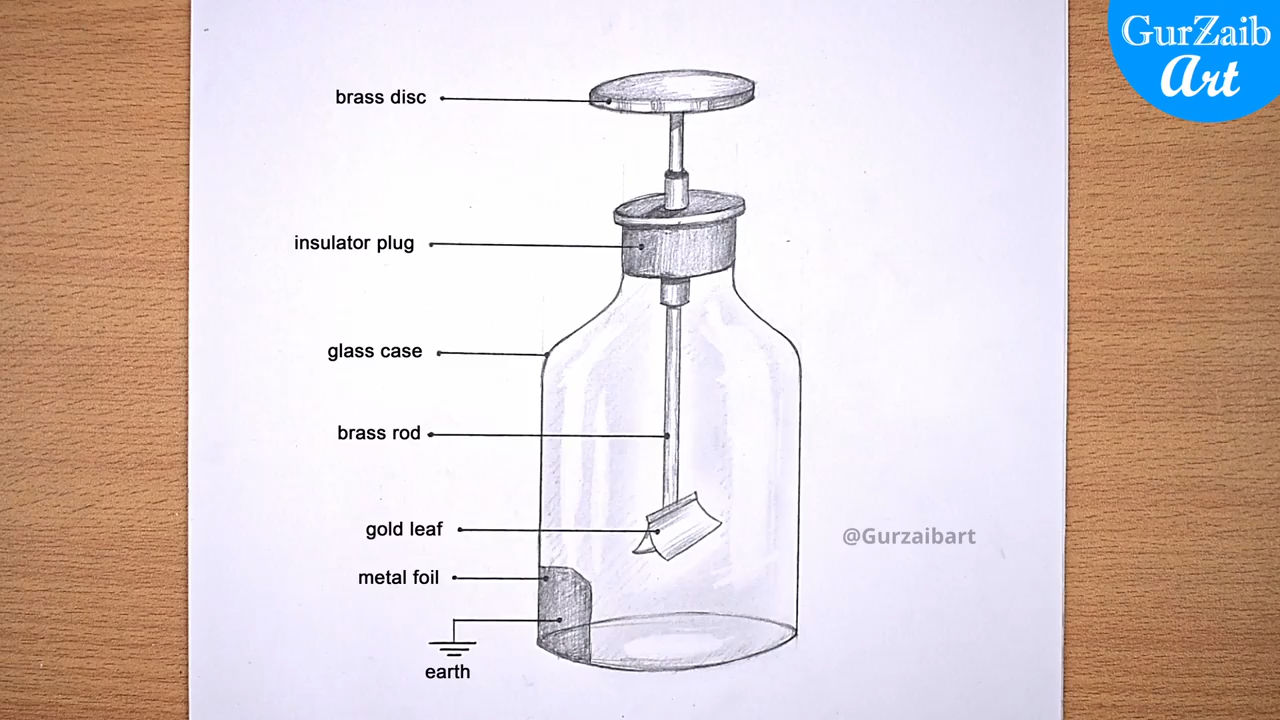 GurZaib
Art
brass disc
insulator plug
glass case
brass rod
gold leaf
@Gurzaibart
metal foil
earth